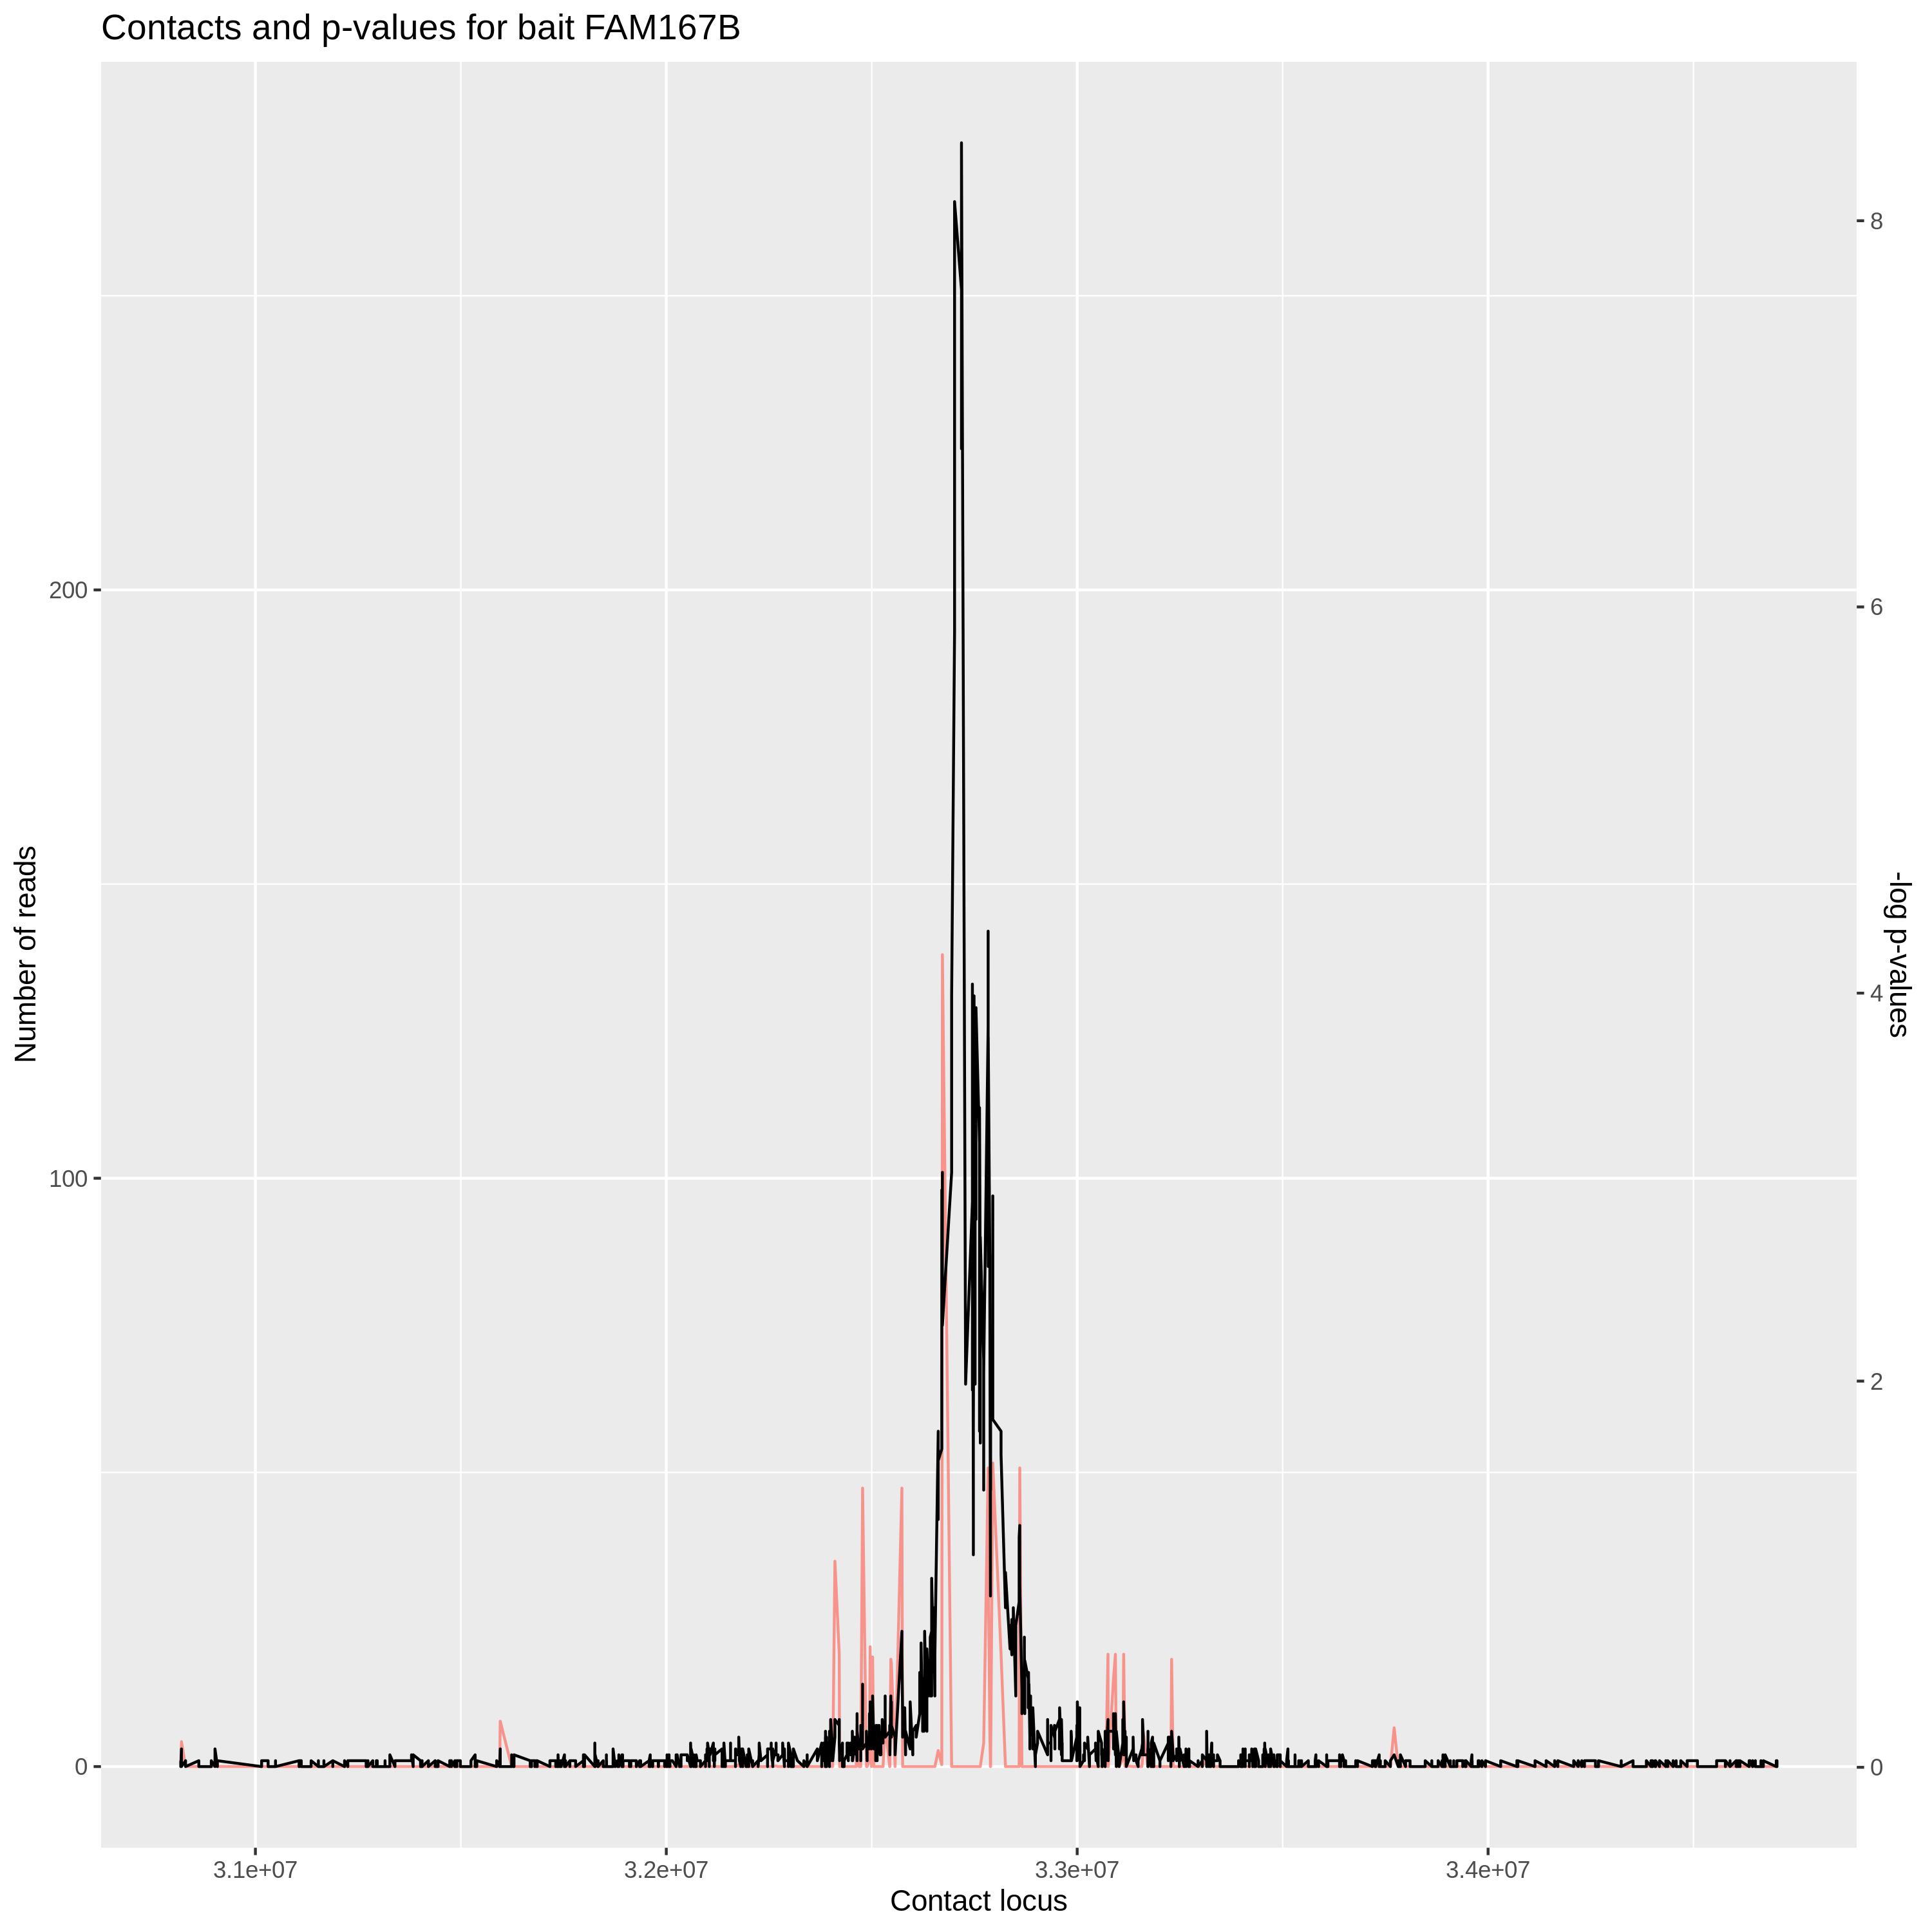 Contacts and p-values for bait FAM167B
Number of reads
200
100
0
8
6
4
2
0
-log p-values
3.1e+07
3.2e+07
3.3e+07
3.4e+07
Contact locus